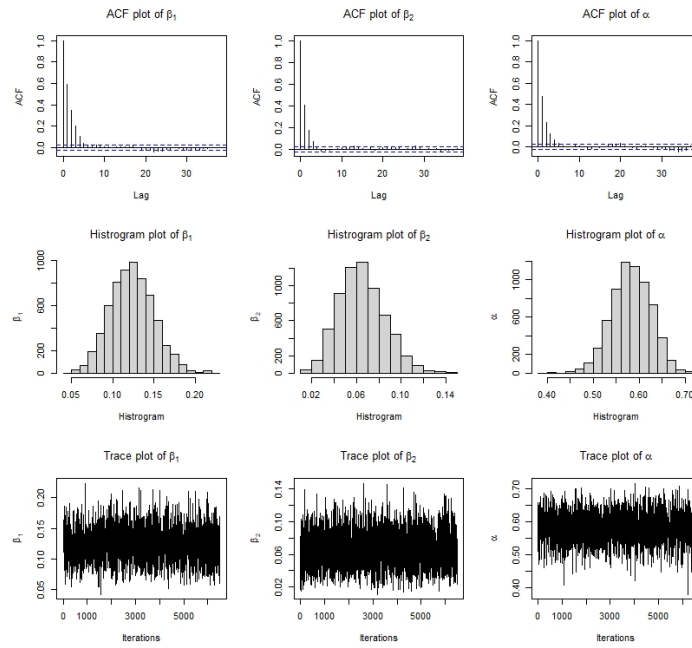 ACF plot of β1 ACF plot of β2 ACF plot of α
ACF 0.0 0.2 0.4 0.6 0.8 1.0 ACF 0.0 0.2 0.4 0.6 0.8 1.0 ACF 0.0 0.2 0.4 0.6 0.8 1.0
0 10 20 30 0 10 20 30 0 10 20 30
Lag Lag Lag
Histrogram plot of β1 Histrogram plot of β2 Histrogram plot of α
β1 0 200 600 1000 β2 0 200 600 1000 α 0 200 600 1000
0.05 0.10 0.15 0.20 0.02 0.06 0.10 0.14 0.40 0.50 0.60 0.70
Histrogram Histrogram Histrogram
Trace plot of β1 Trace plot of β2 Trace plot of α
β1 0.05 0.10 0.15 0.20 β2 0.02 0.06 0.10 0.14 α 0.40 0.50 0.60 0.70
0 1000 3000 5000 0 1000 3000 5000 0 1000 3000 5000
Iterations Iterations Iterations